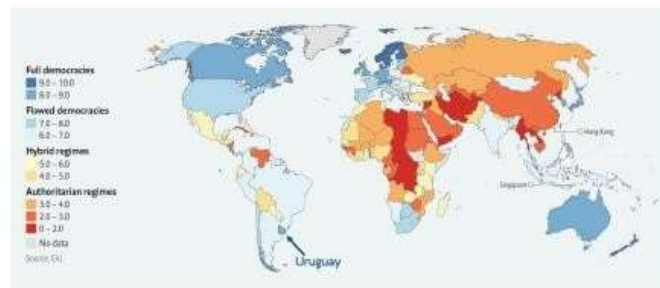 Full democracies
9.0 – 10.0
8.0 – 9.0
Flawed democracies
7.0 – 8.0
6.0 – 7.0
Hybrid regimes
5.0 – 6.0
4.0 – 5.0
Authoritarian regimes
3.0 – 4.0
2.0 – 3.0
0 – 2.0
No data
Source: EIU
Hong Kong
Singapore
Uruguay